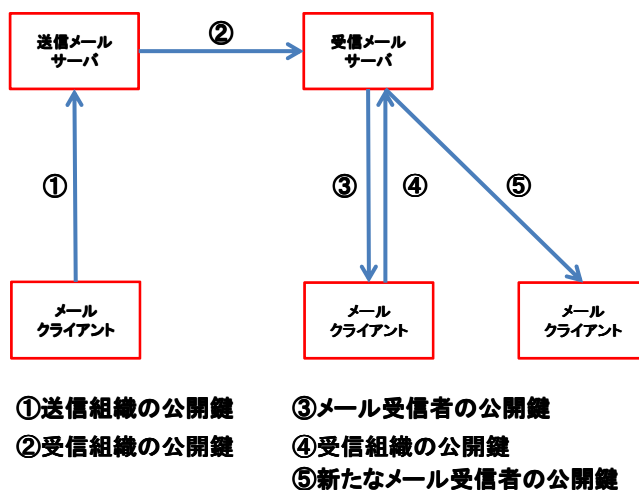 送信メール
サーバ
②
受信メール
サーバ
①
③
④
⑤
メール
クライアント
メール
クライアント
メール
クライアント
①送信組織の公開鍵
②受信組織の公開鍵
③メール受信者の公開鍵
④受信組織の公開鍵
⑤新たなメール受信者の公開鍵